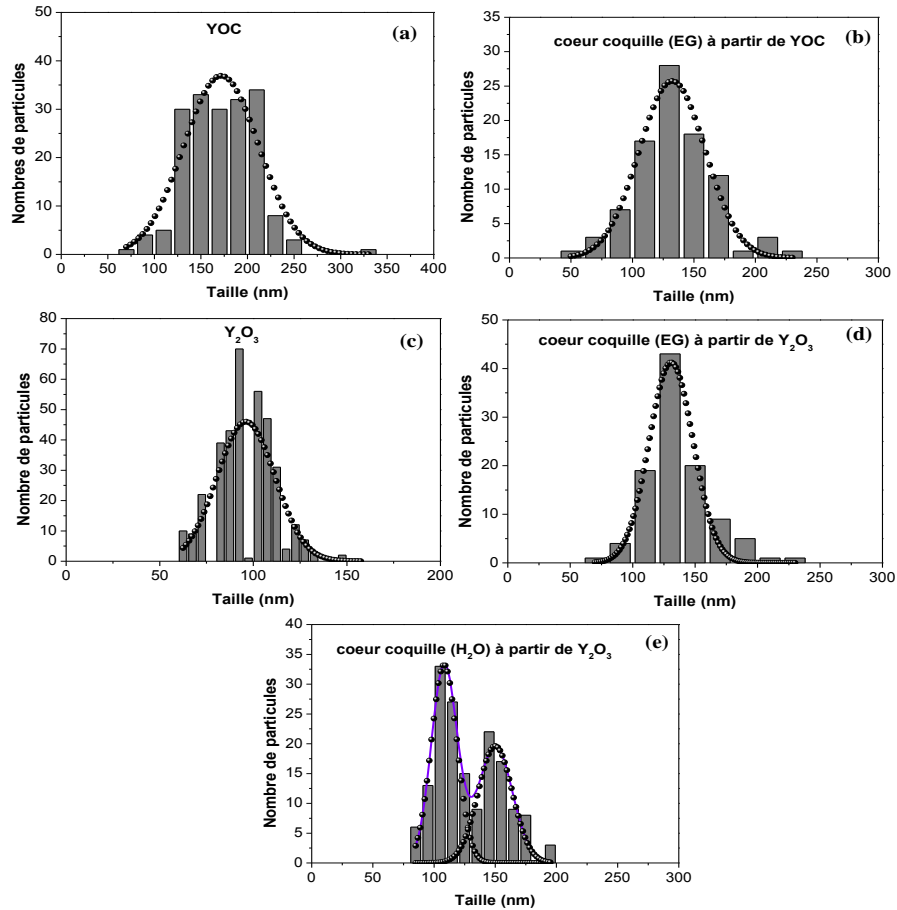 YOC
(a)
40
30
20
10
0
0 50 100 150 200 250 300 350 400
Nombres de particules
Taille (nm)
coeur coquille (EG) à partir de YOC
(b)
35
30
25
20
15
10
5
0
0 50 100 150 200 250 300
Nombre de particules
Taille (nm)
Y₂O₃
(c)
80
70
60
50
40
30
20
10
0
0 50 100 150 200
Nombre de particules
Taille (nm)
coeur coquille (EG) à partir de Y₂O₃
(d)
50
40
30
20
10
0
0 50 100 150 200 250 300
Nombre de particules
Taille (nm)
coeur coquille (H₂O) à partir de Y₂O₃
(e)
40
35
30
25
20
15
10
5
0
0 50 100 150 200 250 300
Nombre de particules
Taille (nm)